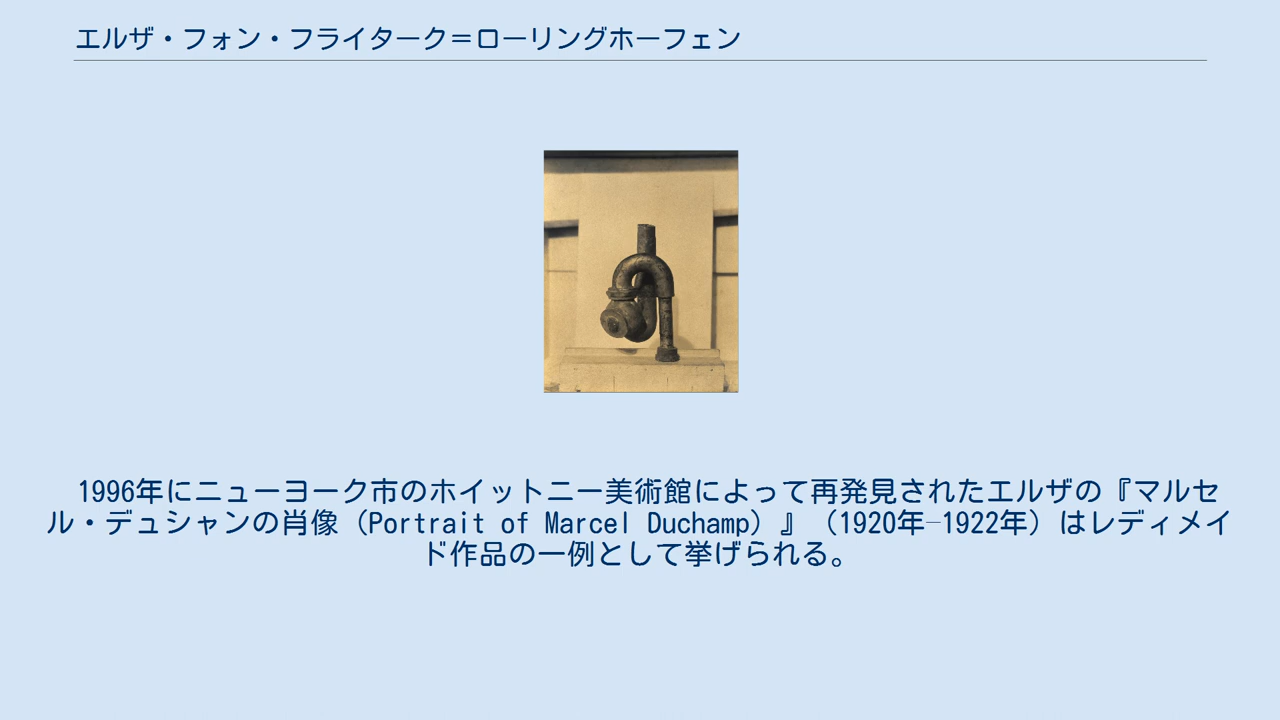 エルザ・フォン・フライターク＝ローリングホーフェン
1996年にニューヨーク市のホイットニー美術館によって再発見されたエルザの『マルセ
ル・デュシャンの肖像（Portrait of Marcel Duchamp）』（1920年–1922年）はレディメイ
ド作品の一例として挙げられる。